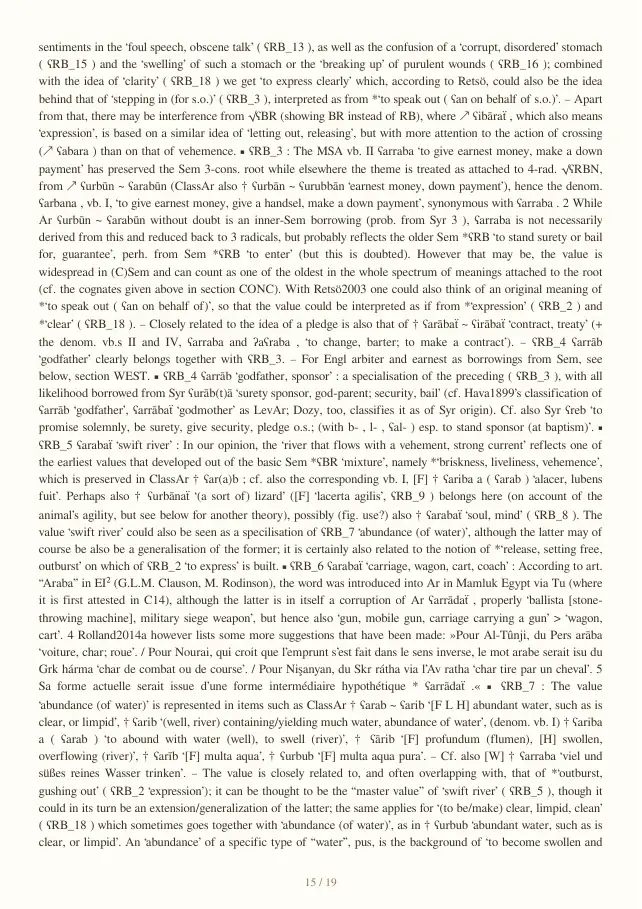 sentiments in the ‘foul speech, obscene talk’ ( ʕRB_13 ), as well as the confusion of a ‘corrupt, disordered’ stomach
( ʕRB_15 ) and the ‘swelling’ of such a stomach or the ‘breaking up’ of purulent wounds ( ʕRB_16 ); combined
with the idea of ‘clarity’ ( ʕRB_18 ) we get ‘to express clearly’ which, according to Retsö, could also be the idea
behind that of ‘stepping in (for s.o.)’ ( ʕRB_3 ), interpreted as from *‘to speak out ( ʕan on behalf of s.o.)’. – Apart
from that, there may be interference from √ʕBR (showing BR instead of RB), where ↗ ʕibāraẗ , which also means
‘expression’, is based on a similar idea of ‘letting out, releasing’, but with more attention to the action of crossing
(↗ ʕabara ) than on that of vehemence. ▪ ʕRB_3 : The MSA vb. II ʕarraba ‘to give earnest money, make a down
payment’ has preserved the Sem 3-cons. root while elsewhere the theme is treated as attached to 4-rad. √ʕRBN,
from ↗ ʕurbūn ~ ʕarabūn (ClassAr also † ʕurbān ~ ʕurubbān ‘earnest money, down payment’), hence the denom.
ʕarbana , vb. I, ‘to give earnest money, give a handsel, make a down payment’, synonymous with ʕarraba . 2 While
Ar ʕurbūn ~ ʕarabūn without doubt is an inner-Sem borrowing (prob. from Syr 3 ), ʕarraba is not necessarily
derived from this and reduced back to 3 radicals, but probably reflects the older Sem *ʕRB ‘to stand surety or bail
for, guarantee’, perh. from Sem *ʕRB ‘to enter’ (but this is doubted). However that may be, the value is
widespread in (C)Sem and can count as one of the oldest in the whole spectrum of meanings attached to the root
(cf. the cognates given above in section CONC). With Retsö2003 one could also think of an original meaning of
*‘to speak out ( ʕan on behalf of)’, so that the value could be interpreted as if from *‘expression’ ( ʕRB_2 ) and
*‘clear’ ( ʕRB_18 ). – Closely related to the idea of a pledge is also that of † ʕarābaẗ ~ ʕirābaẗ ‘contract, treaty’ (+
the denom. vb.s II and IV, ʕarraba and ʔaʕraba , ‘to change, barter; to make a contract’). – ʕRB_4 ʕarrāb
‘godfather’ clearly belongs together with ʕRB_3. – For Engl arbiter and earnest as borrowings from Sem, see
below, section WEST. ▪ ʕRB_4 ʕarrāb ‘godfather, sponsor’ : a specialisation of the preceding ( ʕRB_3 ), with all
likelihood borrowed from Syr ʕurāb(t)ā ‘surety sponsor, god-parent; security, bail’ (cf. Hava1899’s classification of
ʕarrāb ‘godfather’, ʕarrābaẗ ‘godmother’ as LevAr; Dozy, too, classifies it as of Syr origin). Cf. also Syr ʕreb ‘to
promise solemnly, be surety, give security, pledge o.s.; (with b- , l- , ʕal- ) esp. to stand sponsor (at baptism)’. ▪
ʕRB_5 ʕarabaẗ ‘swift river’ : In our opinion, the ‘river that flows with a vehement, strong current’ reflects one of
the earliest values that developed out of the basic Sem *ʕBR ‘mixture’, namely *‘briskness, liveliness, vehemence’,
which is preserved in ClassAr † ʕar(a)b ; cf. also the corresponding vb. I, [F] † ʕariba a ( ʕarab ) ‘alacer, lubens
fuit’. Perhaps also † ʕurbānaẗ ‘(a sort of) lizard’ ([F] ‘lacerta agilis’, ʕRB_9 ) belongs here (on account of the
animal’s agility, but see below for another theory), possibly (fig. use?) also † ʕarabaẗ ‘soul, mind’ ( ʕRB_8 ). The
value ‘swift river’ could also be seen as a specilisation of ʕRB_7 ‘abundance (of water)’, although the latter may of
course be also be a generalisation of the former; it is certainly also related to the notion of *‘release, setting free,
outburst’ on which of ʕRB_2 ‘to express’ is built. ▪ ʕRB_6 ʕarabaẗ ‘carriage, wagon, cart, coach’ : According to art.
“Araba” in EI² (G.L.M. Clauson, M. Rodinson), the word was introduced into Ar in Mamluk Egypt via Tu (where
it is first attested in C14), although the latter is in itself a corruption of Ar ʕarrādaẗ , properly ‘ballista [stone-
throwing machine], military siege weapon’, but hence also ‘gun, mobile gun, carriage carrying a gun’ > ‘wagon,
cart’. 4 Rolland2014a however lists some more suggestions that have been made: »Pour Al-Tûnji, du Pers arāba
‘voiture, char; roue’. / Pour Nourai, qui croit que l’emprunt s’est fait dans le sens inverse, le mot arabe serait isu du
Grk hárma ‘char de combat ou de course’. / Pour Nişanyan, du Skr rátha via l’Av ratha ‘char tire par un cheval’. 5
Sa forme actuelle serait issue d’une forme intermédiaire hypothétique * ʕarrādaẗ .« ▪ ʕRB_7 : The value
‘abundance (of water)’ is represented in items such as ClassAr † ʕarab ~ ʕarib ‘[F L H] abundant water, such as is
clear, or limpid’, † ʕarib ‘(well, river) containing/yielding much water, abundance of water’, (denom. vb. I) † ʕariba
a ( ʕarab ) ‘to abound with water (well), to swell (river)’, † ʕārib ‘[F] profundum (flumen), [H] swollen,
overflowing (river)’, † ʕarīb ‘[F] multa aqua’, † ʕurbub ‘[F] multa aqua pura’. – Cf. also [W] † ʕarraba ‘viel und
süßes reines Wasser trinken’. – The value is closely related to, and often overlapping with, that of *‘outburst,
gushing out’ ( ʕRB_2 ‘expression’); it can be thought to be the “master value” of ‘swift river’ ( ʕRB_5 ), though it
could in its turn be an extension/generalization of the latter; the same applies for ‘(to be/make) clear, limpid, clean’
( ʕRB_18 ) which sometimes goes together with ‘abundance (of water)’, as in † ʕurbub ‘abundant water, such as is
clear, or limpid’. An ‘abundance’ of a specific type of “water”, pus, is the background of ‘to become swollen and
15 / 19